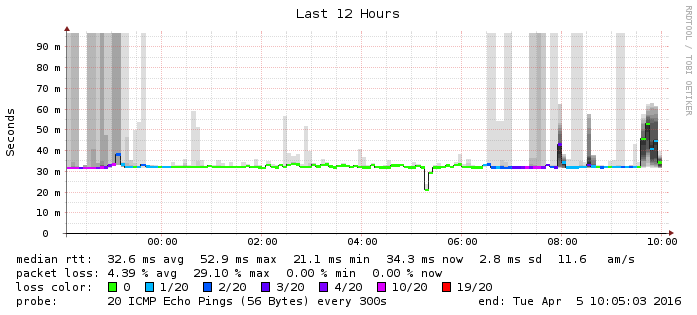 Last 12 Hours
RRDTOOL / TOBI OETIKER
Seconds
90 m
80 m
70 m
60 m
50 m
40 m
30 m
20 m
10 m
0
00:00 02:00 04:00 06:00 08:00 10:00
median rtt: 32.6 ms avg 52.9 ms max 21.1 ms min 34.3 ms now 2.8 ms sd 11.6 am/s
packet loss: 4.39 % avg 29.10 % max 0.00 % min 0.00 % now
loss color: 0 1/20 2/20 3/20 4/20 10/20 19/20
probe: 20 ICMP Echo Pings (56 Bytes) every 300s end: Tue Apr 5 10:05:03 2016